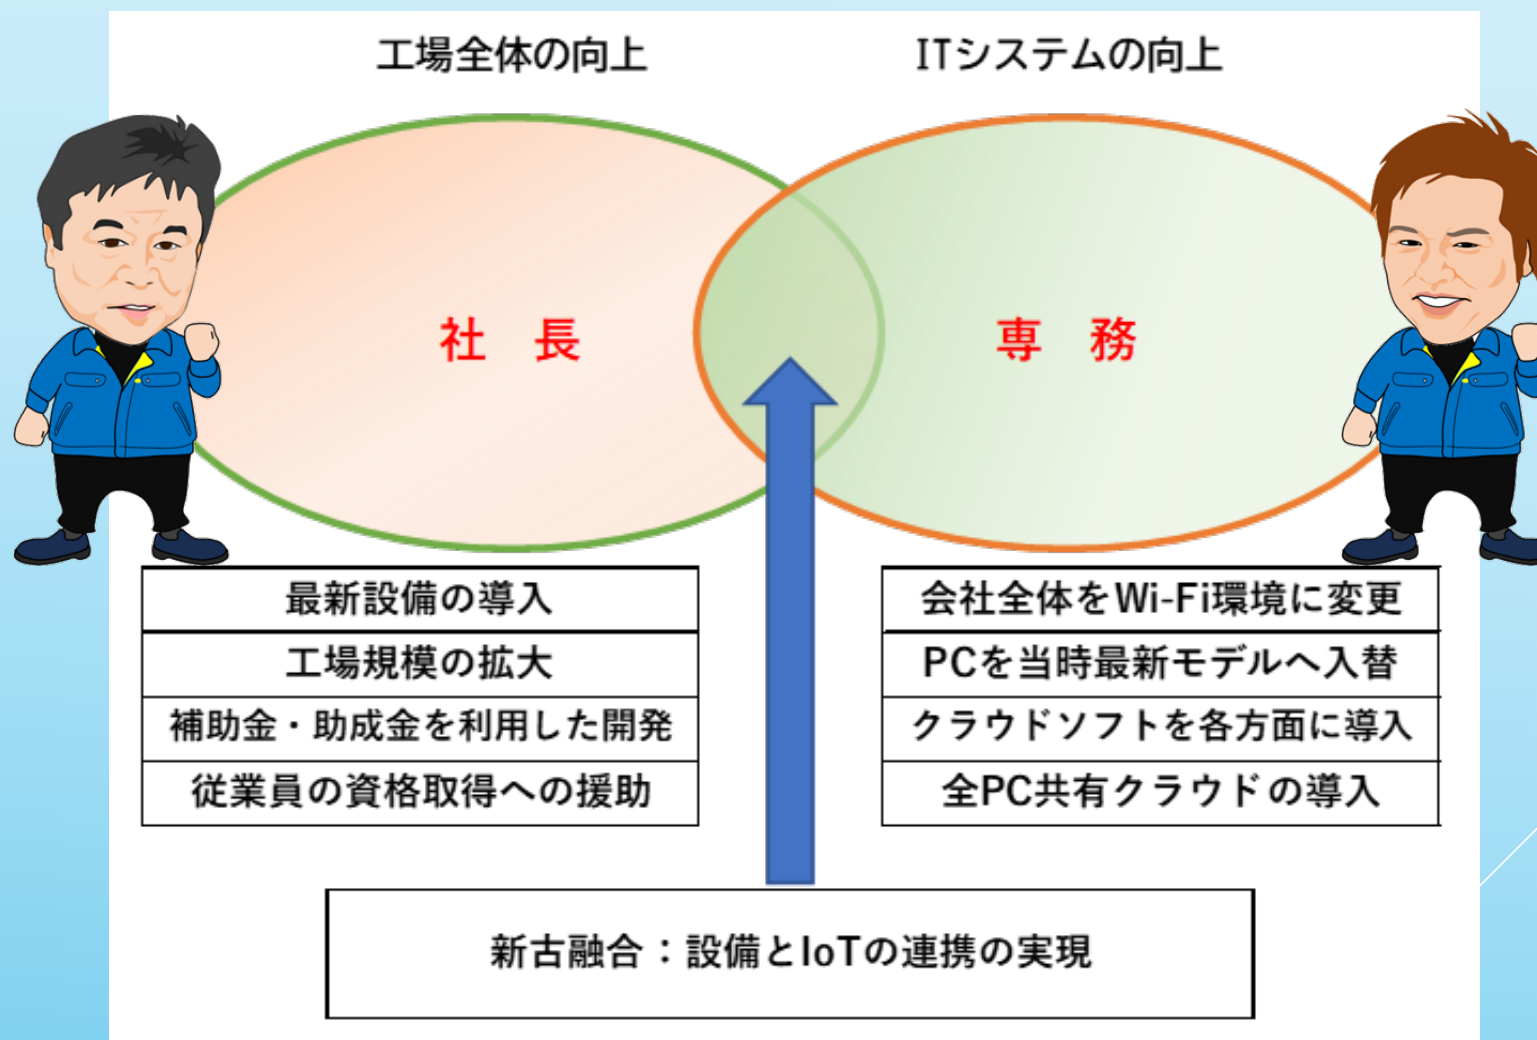 工場全体の向上
ITシステムの向上
社　長
専　務
最新設備の導入
工場規模の拡大
補助金・助成金を利用した開発
従業員の資格取得への援助
会社全体をWi-Fi環境に変更
PCを当時最新モデルへ入替
クラウドソフトを各方面に導入
全PC共有クラウドの導入
新古融合：設備とIoTの連携の実現